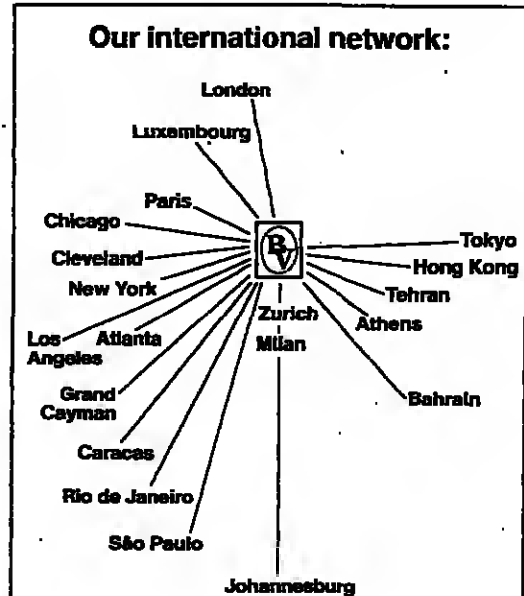 Our international network:
London
Luxembourg
Paris
Chicago
Cleveland
New York
Los
Angeles
Atlanta
Grand
Cayman
Caracas
Rio de Janeiro
São Paulo
BV
Zurich
Milan
Tokyo
Hong Kong
Tehran
Athens
Bahrain
Johannesburg